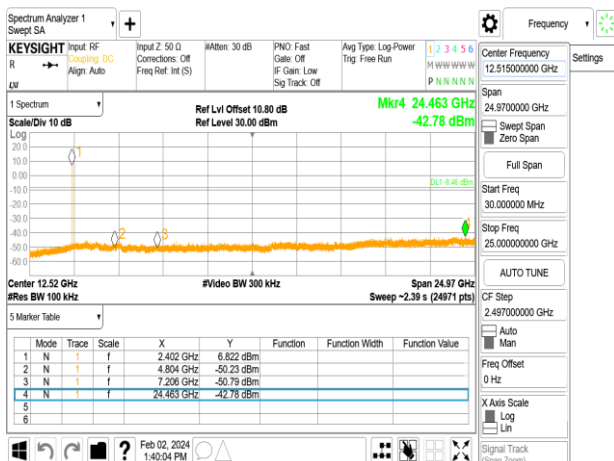 Spectrum Analyzer 1
Swept SA
+
Frequency
KEYSIGHT
R
LXI
Input: RF
Coupling: DC
Align: Auto
Input Z: 50 Ω
Corrections: Off
Freq Ref: Int (S)
#Atten: 30 dB
PNO: Fast
Gate: Off
IF Gain: Low
Sig Track: Off
Avg Type: Log-Power
Trig: Free Run
1 2 3 4 5 6
M W W W W W
P N N N N N
1 Spectrum
Scale/Div 10 dB
Ref Lvl Offset 10.80 dB
Ref Level 30.00 dBm
Mkr4 24.463 GHz
-42.78 dBm
Log
20.0
10.0
0.00
-10.0
-20.0
-30.0
-40.0
-50.0
-60.0
1
2
3
DL1 -8.46 dBm
Center 12.52 GHz
#Res BW 100 kHz
#Video BW 300 kHz
Span 24.97 GHz
Sweep ~2.39 s (24971 pts)
5 Marker Table
Mode Trace Scale X Y Function Function Width Function Value
1 N 1 f 2.402 GHz 6.822 dBm
2 N 1 f 4.804 GHz -50.23 dBm
3 N 1 f 7.206 GHz -50.79 dBm
4 N 1 f 24.463 GHz -42.78 dBm
5
6
?
Feb 02, 2024
1:40:04 PM
Center Frequency
12.515000000 GHz
Settings
Span
24.9700000 GHz
Swept Span
Zero Span
Full Span
Start Freq
30.000000 MHz
Stop Freq
25.000000000 GHz
AUTO TUNE
CF Step
2.497000000 GHz
Auto
Man
Freq Offset
0 Hz
X Axis Scale
Log
Lin
Signal Track
(Span Zoom)